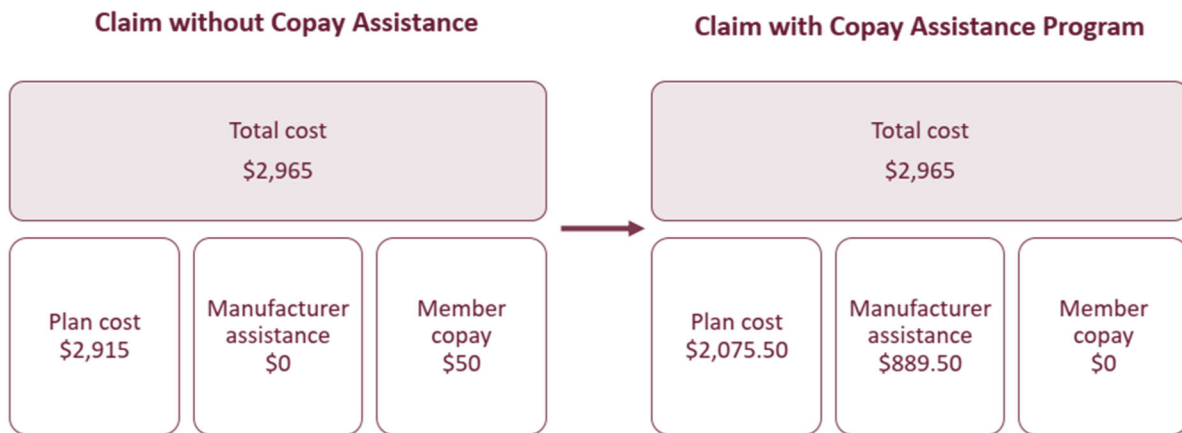 Claim without Copay Assistance
Total cost
$2,965
Plan cost
$2,915
Manufacturer
assistance
$0
Member
copay
$50
Claim with Copay Assistance Program
Total cost
$2,965
Plan cost
$2,075.50
Manufacturer
assistance
$889.50
Member
copay
$0